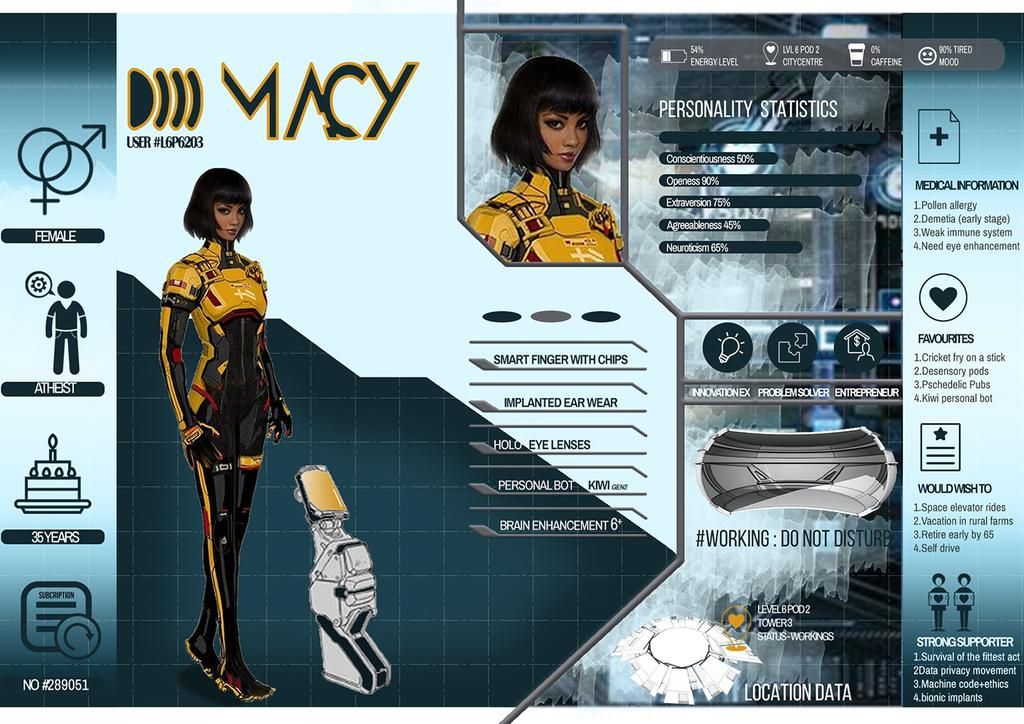 MACY
USER #L6P6203
FEMALE
ATHEIST
35 YEARS
SUBCRIPTION
NO #289051
SMART FINGER WITH CHIPS
IMPLANTED EAR WEAR
HOLO EYE LENSES
PERSONAL BOT KIWI GEN2
BRAIN ENHANCEMENT 6+
54%
ENERGY LEVEL
LVL 6 POD 2
CITYCENTRE
0%
CAFFEINE
90% TIRED
MOOD
PERSONALITY STATISTICS
Conscientiousness 50%
Openess 90%
Extraversion 75%
Agreeableness 45%
Neuroticism 65%
INNOVATION EX
PROBLEM SOLVER
ENTREPRENEUR
#WORKING : DO NOT DISTURB
LEVEL 6 POD 2
TOWER 3
STATUS - WORKINGS
LOCATION DATA
MEDICAL INFORMATION
1.Pollen allergy
2.Demetia (early stage)
3.Weak immune system
4.Need eye enhancement
FAVOURITES
1.Cricket fry on a stick
2.Desensory pods
3.Pschedelic Pubs
4.Kiwi personal bot
WOULD WISH TO
1.Space elevator rides
2.Vacation in rural farms
3.Retire early by 65
4.Self drive
STRONG SUPPORTER
1.Survival of the fittest act
2Data privacy movement
3.Machine code+ethics
4.bionic implants